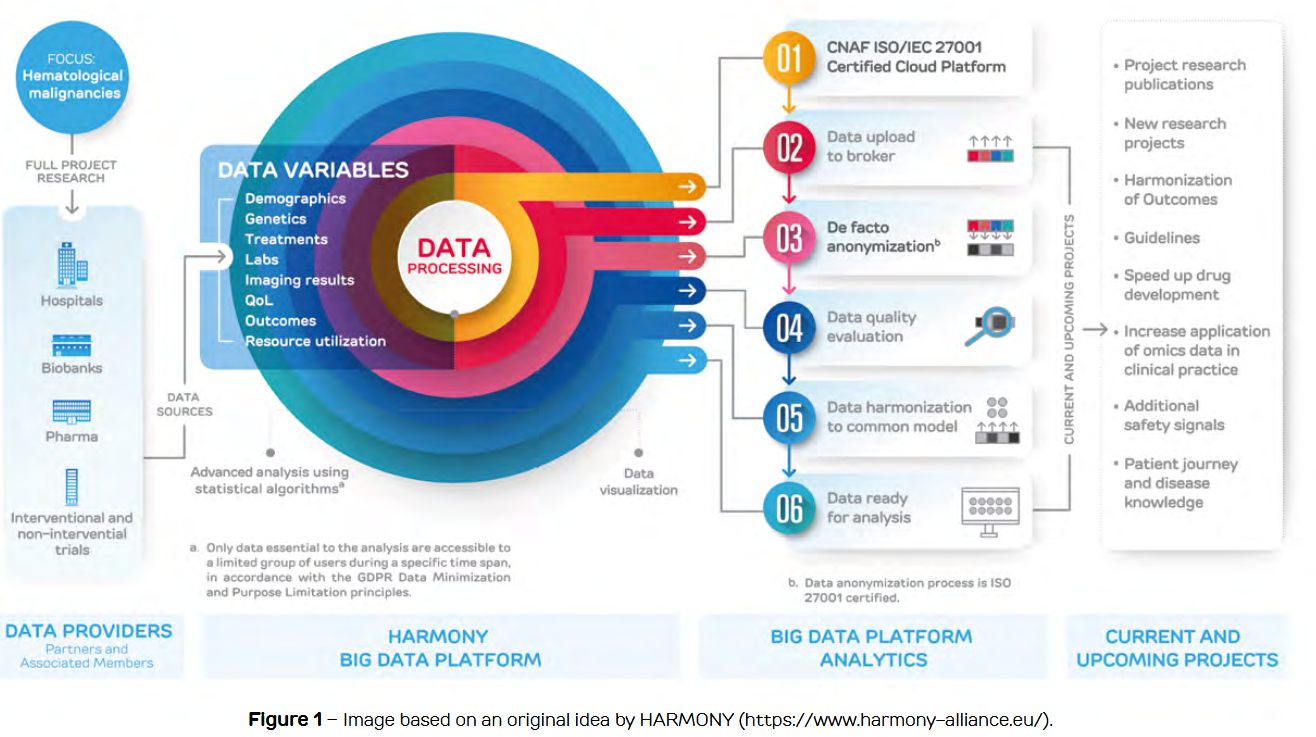 FOCUS:
Hematological
malignancies
FULL PROJECT
RESEARCH
Hospitals
Biobanks
Pharma
Interventional and
non-intervential
trials
DATA
SOURCES
DATA VARIABLES
Demographics
Genetics
Treatments
Labs
Imaging results
QoL
Outcomes
Resource utilization
DATA
PROCESSING
Advanced analysis using
statistical algorithmsª
Data
visualization
a. Only data essential to the analysis are accessible to
a limited group of users during a specific time span,
in accordance with the GDPR Data Minimization
and Purpose Limitation principles.
01
CNAF ISO/IEC 27001
Certified Cloud Platform
02
Data upload
to broker
03
De facto
anonymizationᵇ
04
Data quality
evaluation
05
Data harmonization
to common model
06
Data ready
for analysis
b. Data anonymization process is ISO
27001 certified.
CURRENT AND UPCOMING PROJECTS
• Project research
publications
• New research
projects
• Harmonization
of Outcomes
• Guidelines
• Speed up drug
development
• Increase application
of omics data in
clinical practice
• Additional
safety signals
• Patient journey
and disease
knowledge
DATA PROVIDERS
Partners and
Associated Members
HARMONY
BIG DATA PLATFORM
BIG DATA PLATFORM
ANALYTICS
CURRENT AND
UPCOMING PROJECTS
Figure 1 – Image based on an original idea by HARMONY (https://www.harmony-alliance.eu/).